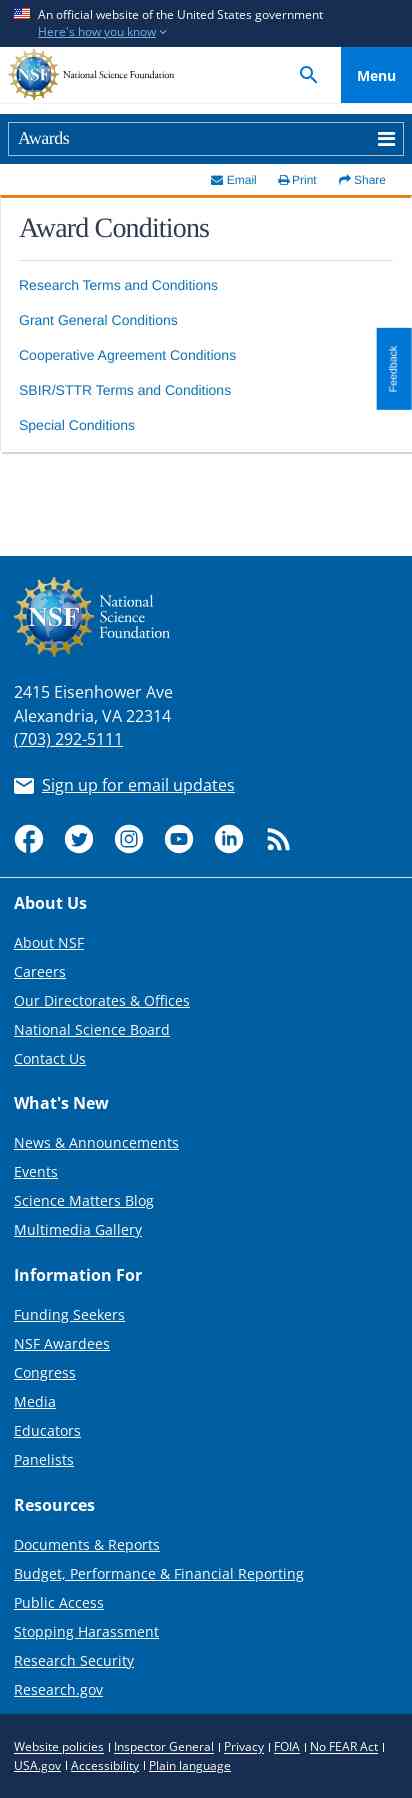 An official website of the United States government
Here's how you know
NSF National Science Foundation
Menu
Awards
Email Print Share
Award Conditions
Research Terms and Conditions
Grant General Conditions
Cooperative Agreement Conditions
Feedback
SBIR/STTR Terms and Conditions
Special Conditions
NSF
National
Science
Foundation
2415 Eisenhower Ave
Alexandria, VA 22314
(703) 292-5111
Sign up for email updates
About Us
About NSF
Careers
Our Directorates & Offices
National Science Board
Contact Us
What's New
News & Announcements
Events
Science Matters Blog
Multimedia Gallery
Information For
Funding Seekers
NSF Awardees
Congress
Media
Educators
Panelists
Resources
Documents & Reports
Budget, Performance & Financial Reporting
Public Access
Stopping Harassment
Research Security
Research.gov
Website policies | Inspector General | Privacy | FOIA | No FEAR Act |
USA.gov | Accessibility | Plain language